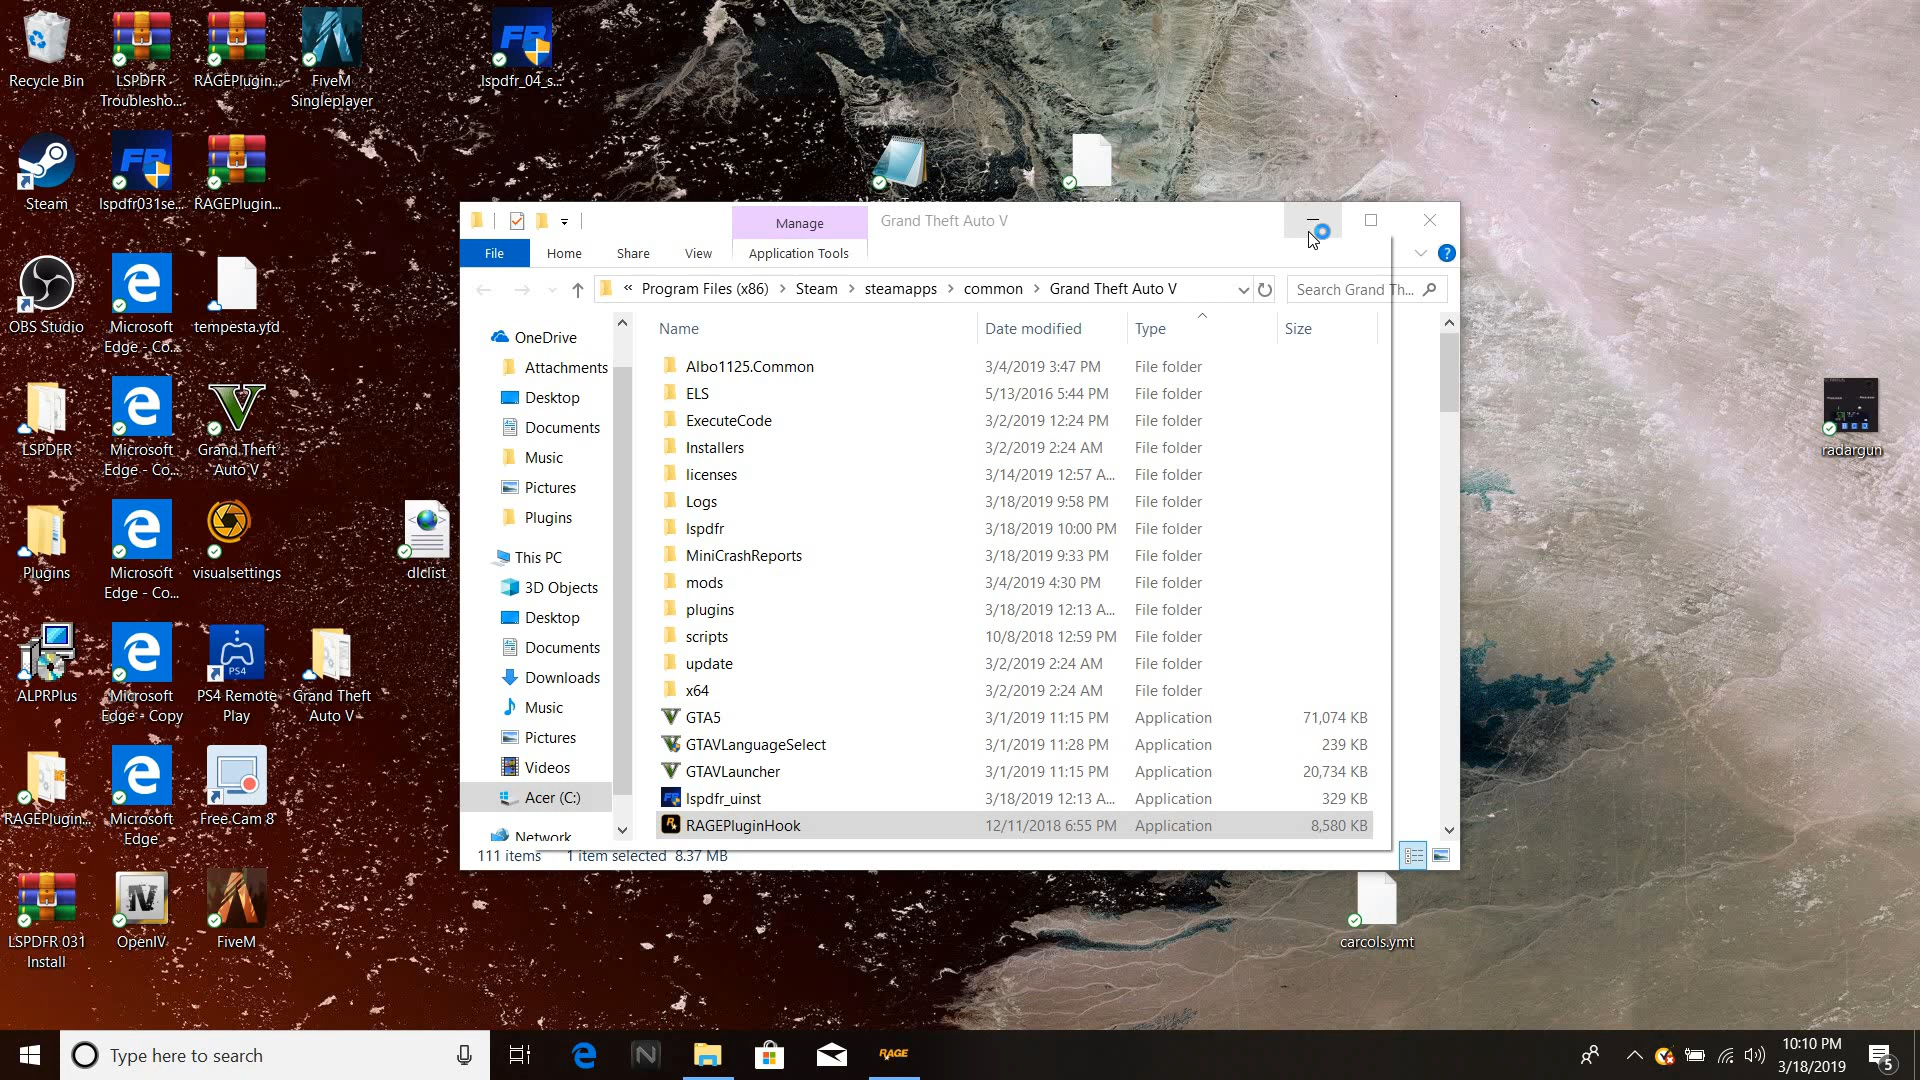 Recycle Bin
LSPDFR
Troublesho...
RAGEPlugin...
FiveM
Singleplayer
lspdfr_04_s...
Steam
lspdfr031se...
RAGEPlugin...
OBS Studio
Microsoft
Edge - Co...
tempesta.yfd
LSPDFR
Microsoft
Edge - Co...
Grand Theft
Auto V
Plugins
Microsoft
Edge - Co...
visualsettings
dlclist
ALPRPlus
Microsoft
Edge - Copy
PS4 Remote
Play
Grand Theft
Auto V
RAGEPlugin...
Microsoft
Edge
Free Cam 8
LSPDFR 031
Install
OpenIV
FiveM
radargun
carcols.ymt
Manage
Grand Theft Auto V
File
Home
Share
View
Application Tools
« Program Files (x86) > Steam > steamapps > common > Grand Theft Auto V
Search Grand Th...
OneDrive
Attachments
Desktop
Documents
Music
Pictures
Plugins
This PC
3D Objects
Desktop
Documents
Downloads
Music
Pictures
Videos
Acer (C:)
Network
Name Date modified Type Size
Albo1125.Common 3/4/2019 3:47 PM File folder
ELS 5/13/2016 5:44 PM File folder
ExecuteCode 3/2/2019 12:24 PM File folder
Installers 3/2/2019 2:24 AM File folder
licenses 3/14/2019 12:57 A... File folder
Logs 3/18/2019 9:58 PM File folder
lspdfr 3/18/2019 10:00 PM File folder
MiniCrashReports 3/18/2019 9:33 PM File folder
mods 3/4/2019 4:30 PM File folder
plugins 3/18/2019 12:13 A... File folder
scripts 10/8/2018 12:59 PM File folder
update 3/2/2019 2:24 AM File folder
x64 3/2/2019 2:24 AM File folder
GTA5 3/1/2019 11:15 PM Application 71,074 KB
GTAVLanguageSelect 3/1/2019 11:28 PM Application 239 KB
GTAVLauncher 3/1/2019 11:15 PM Application 20,734 KB
lspdfr_uinst 3/18/2019 12:13 A... Application 329 KB
RAGEPluginHook 12/11/2018 6:55 PM Application 8,580 KB
111 items 1 item selected 8.37 MB
Type here to search
RAGE
10:10 PM
3/18/2019
5